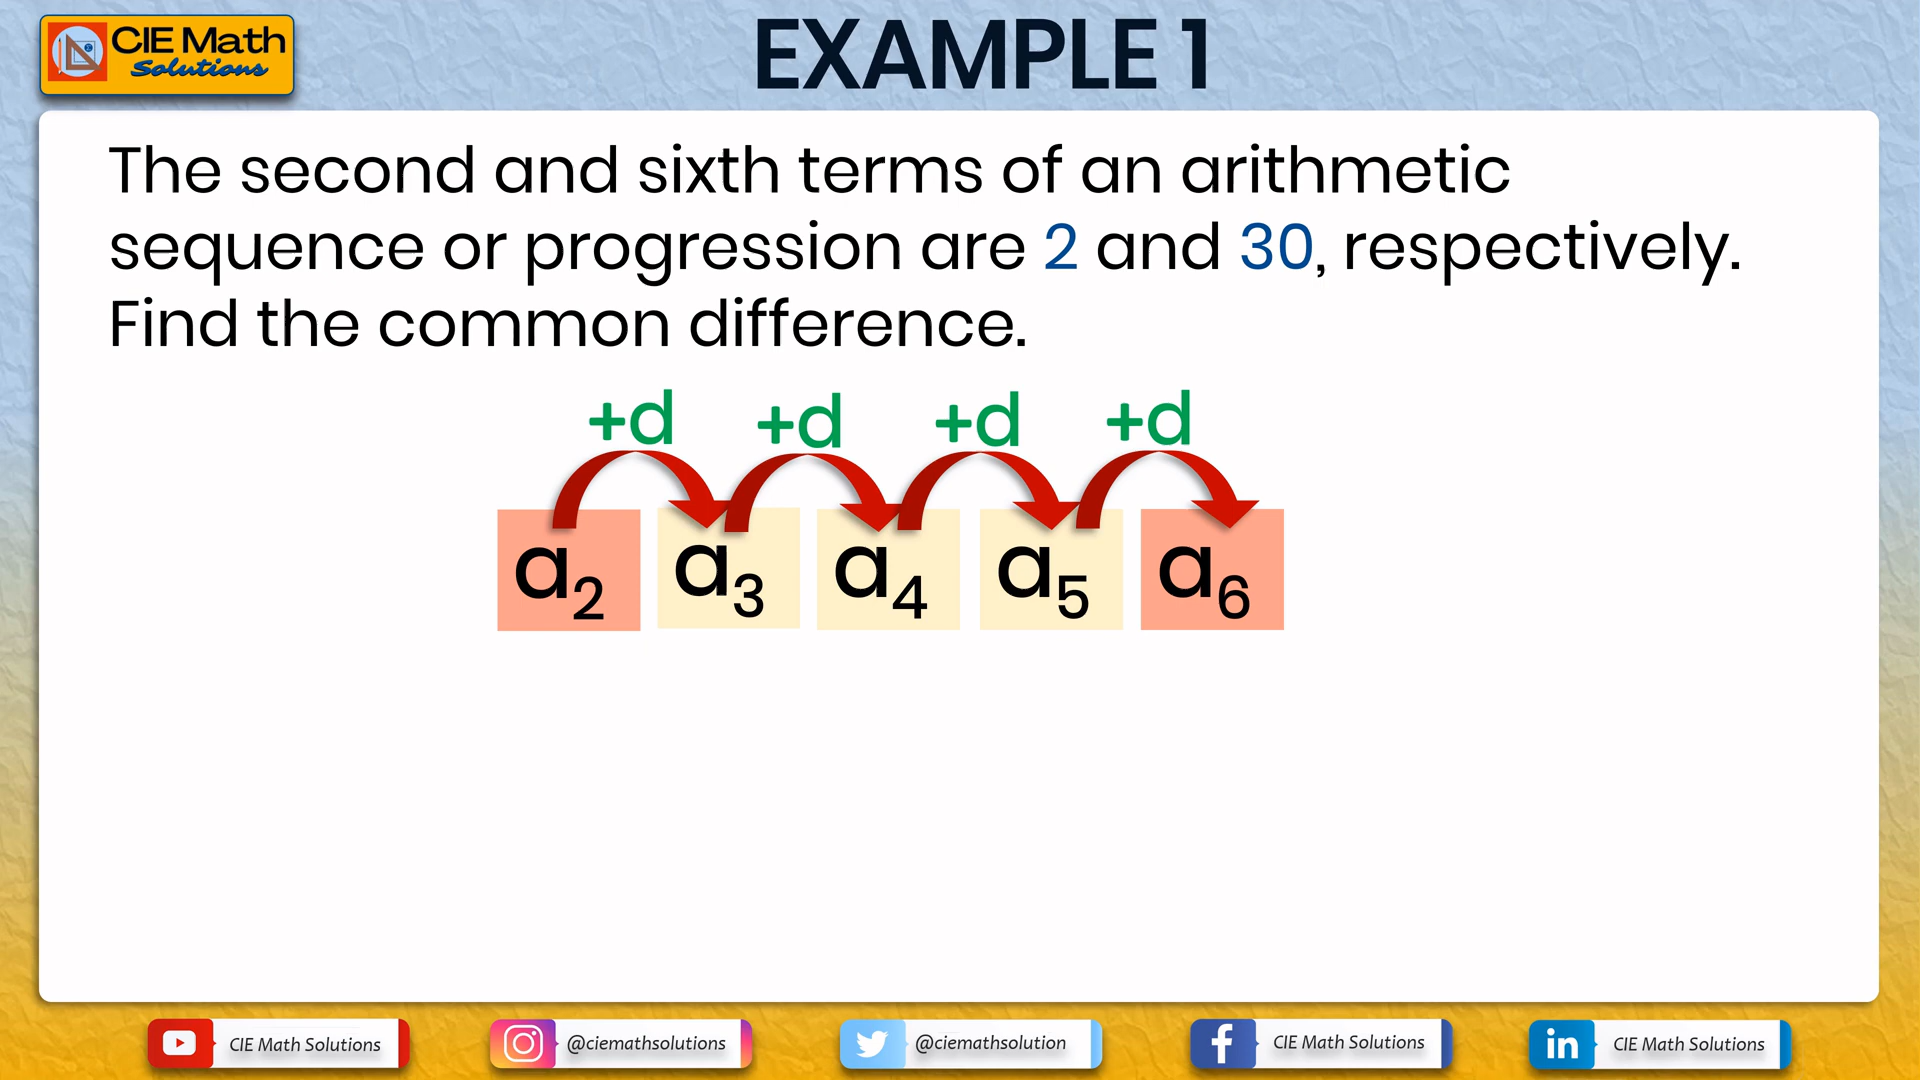 CIE Math
Solutions
EXAMPLE 1
The second and sixth terms of an arithmetic
sequence or progression are 2 and 30, respectively.
Find the common difference.
+d +d +d +d
a₂ a₃ a₄ a₅ a₆
CIE Math Solutions
@ciemathsolutions
@ciemathsolution
CIE Math Solutions
in CIE Math Solutions